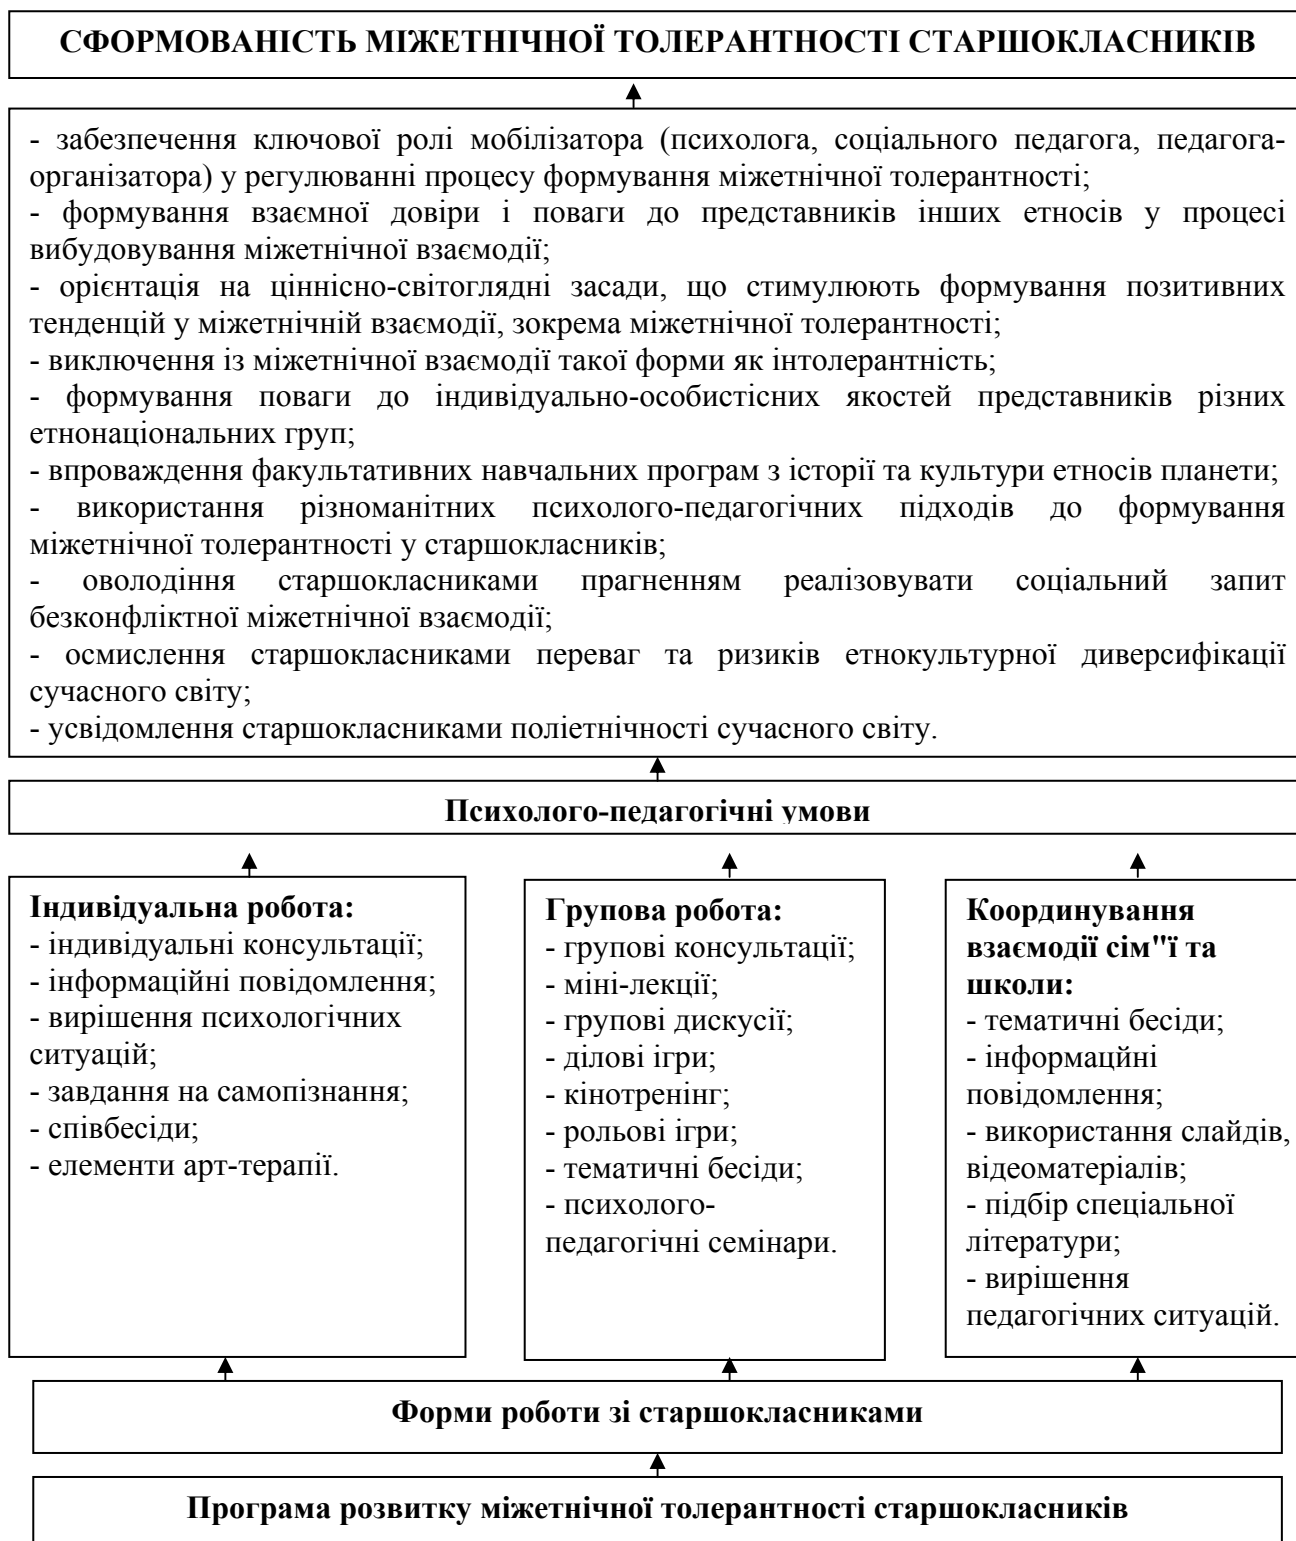 СФОРМОВАНІСТЬ МІЖЕТНІЧНОЇ ТОЛЕРАНТНОСТІ СТАРШОКЛАСНИКІВ
- забезпечення ключової ролі мобілізатора (психолога, соціального педагога, педагога-
організатора) у регулюванні процесу формування міжетнічної толерантності;
- формування взаємної довіри і поваги до представників інших етносів у процесі
вибудовування міжетнічної взаємодії;
- орієнтація на ціннісно-світоглядні засади, що стимулюють формування позитивних
тенденцій у міжетнічній взаємодії, зокрема міжетнічної толерантності;
- виключення із міжетнічної взаємодії такої форми як інтолерантність;
- формування поваги до індивідуально-особистісних якостей представників різних
етнонаціональних груп;
- впроваждення факультативних навчальних програм з історії та культури етносів планети;
- використання різноманітних психолого-педагогічних підходів до формування
міжетнічної толерантності у старшокласників;
- оволодіння старшокласниками прагненням реалізовувати соціальний запит
безконфліктної міжетнічної взаємодії;
- осмислення старшокласниками переваг та ризиків етнокультурної диверсифікації
сучасного світу;
- усвідомлення старшокласниками поліетнічності сучасного світу.
Психолого-педагогічні умови
Індивідуальна робота:
- індивідуальні консультації;
- інформаційні повідомлення;
- вирішення психологічних
ситуацій;
- завдання на самопізнання;
- співбесіди;
- елементи арт-терапії.
Групова робота:
- групові консультації;
- міні-лекції;
- групові дискусії;
- ділові ігри;
- кінотренінг;
- рольові ігри;
- тематичні бесіди;
- психолого-
педагогічні семінари.
Координування
взаємодії сім"ї та
школи:
- тематичні бесіди;
- інформаційні
повідомлення;
- використання слайдів,
відеоматеріалів;
- підбір спеціальної
літератури;
- вирішення
педагогічних ситуацій.
Форми роботи зі старшокласниками
Програма розвитку міжетнічної толерантності старшокласників